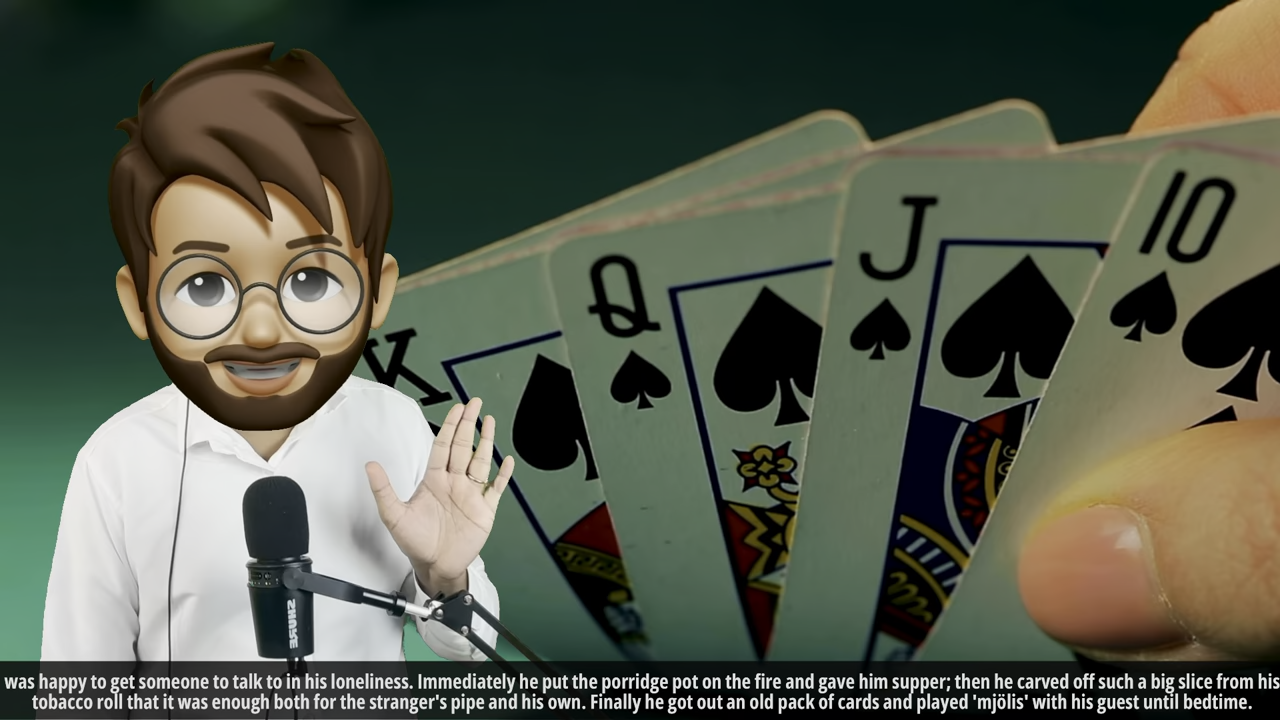 K
Q
J
10
SHURE
was happy to get someone to talk to in his loneliness. Immediately he put the porridge pot on the fire and gave him supper; then he carved off such a big slice from his
tobacco roll that it was enough both for the stranger's pipe and his own. Finally he got out an old pack of cards and played 'mjölis' with his guest until bedtime.